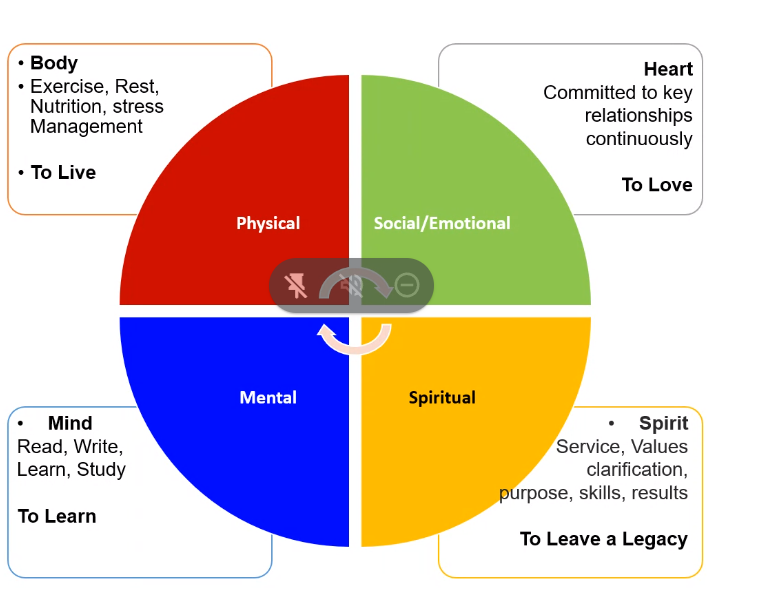 • Body
• Exercise, Rest,
Nutrition, stress
Management
• To Live
Heart
Committed to key
relationships
continuously
To Love
Physical
Social/Emotional
Mental
Spiritual
• Mind
Read, Write,
Learn, Study
To Learn
• Spirit
Service, Values
clarification,
purpose, skills, results
To Leave a Legacy